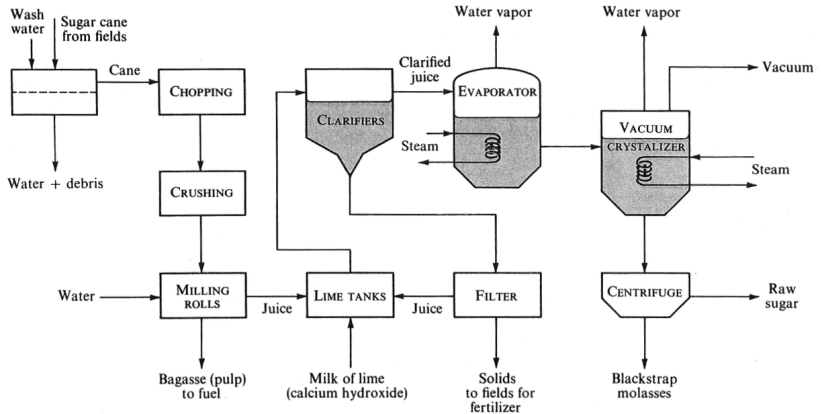 Wash
water
Sugar cane
from fields
Cane
CHOPPING
Water + debris
CRUSHING
Water
MILLING
ROLLS
Juice
Bagasse (pulp)
to fuel
LIME TANKS
Milk of lime
(calcium hydroxide)
Juice
FILTER
Solids
to fields for
fertilizer
CLARIFIERS
Clarified
juice
Water vapor
EVAPORATOR
Steam
Water vapor
Vacuum
VACUUM
CRYSTALIZER
Steam
CENTRIFUGE
Raw
sugar
Blackstrap
molasses